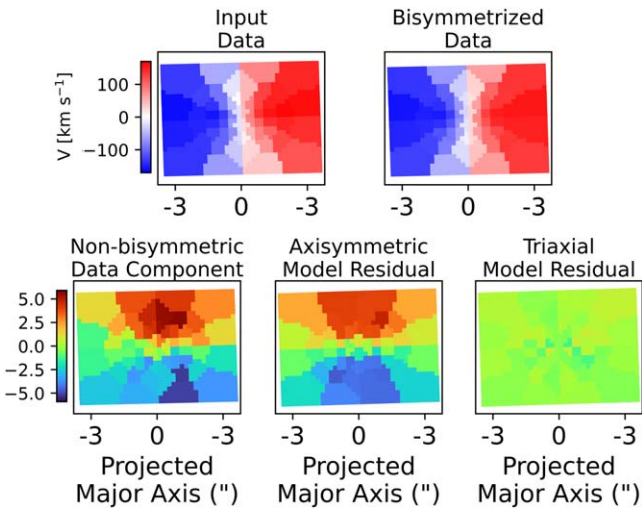 Input
Data
Bisymmetrized
Data
V [km s⁻¹]
100
0
−100
-3 0 -3
-3 0 -3
Non-bisymmetric
Data Component
Axisymmetric
Model Residual
Triaxial
Model Residual
5.0
2.5
0.0
−2.5
−5.0
-3 0 -3
-3 0 -3
-3 0 -3
Projected
Major Axis (")
Projected
Major Axis (")
Projected
Major Axis (")